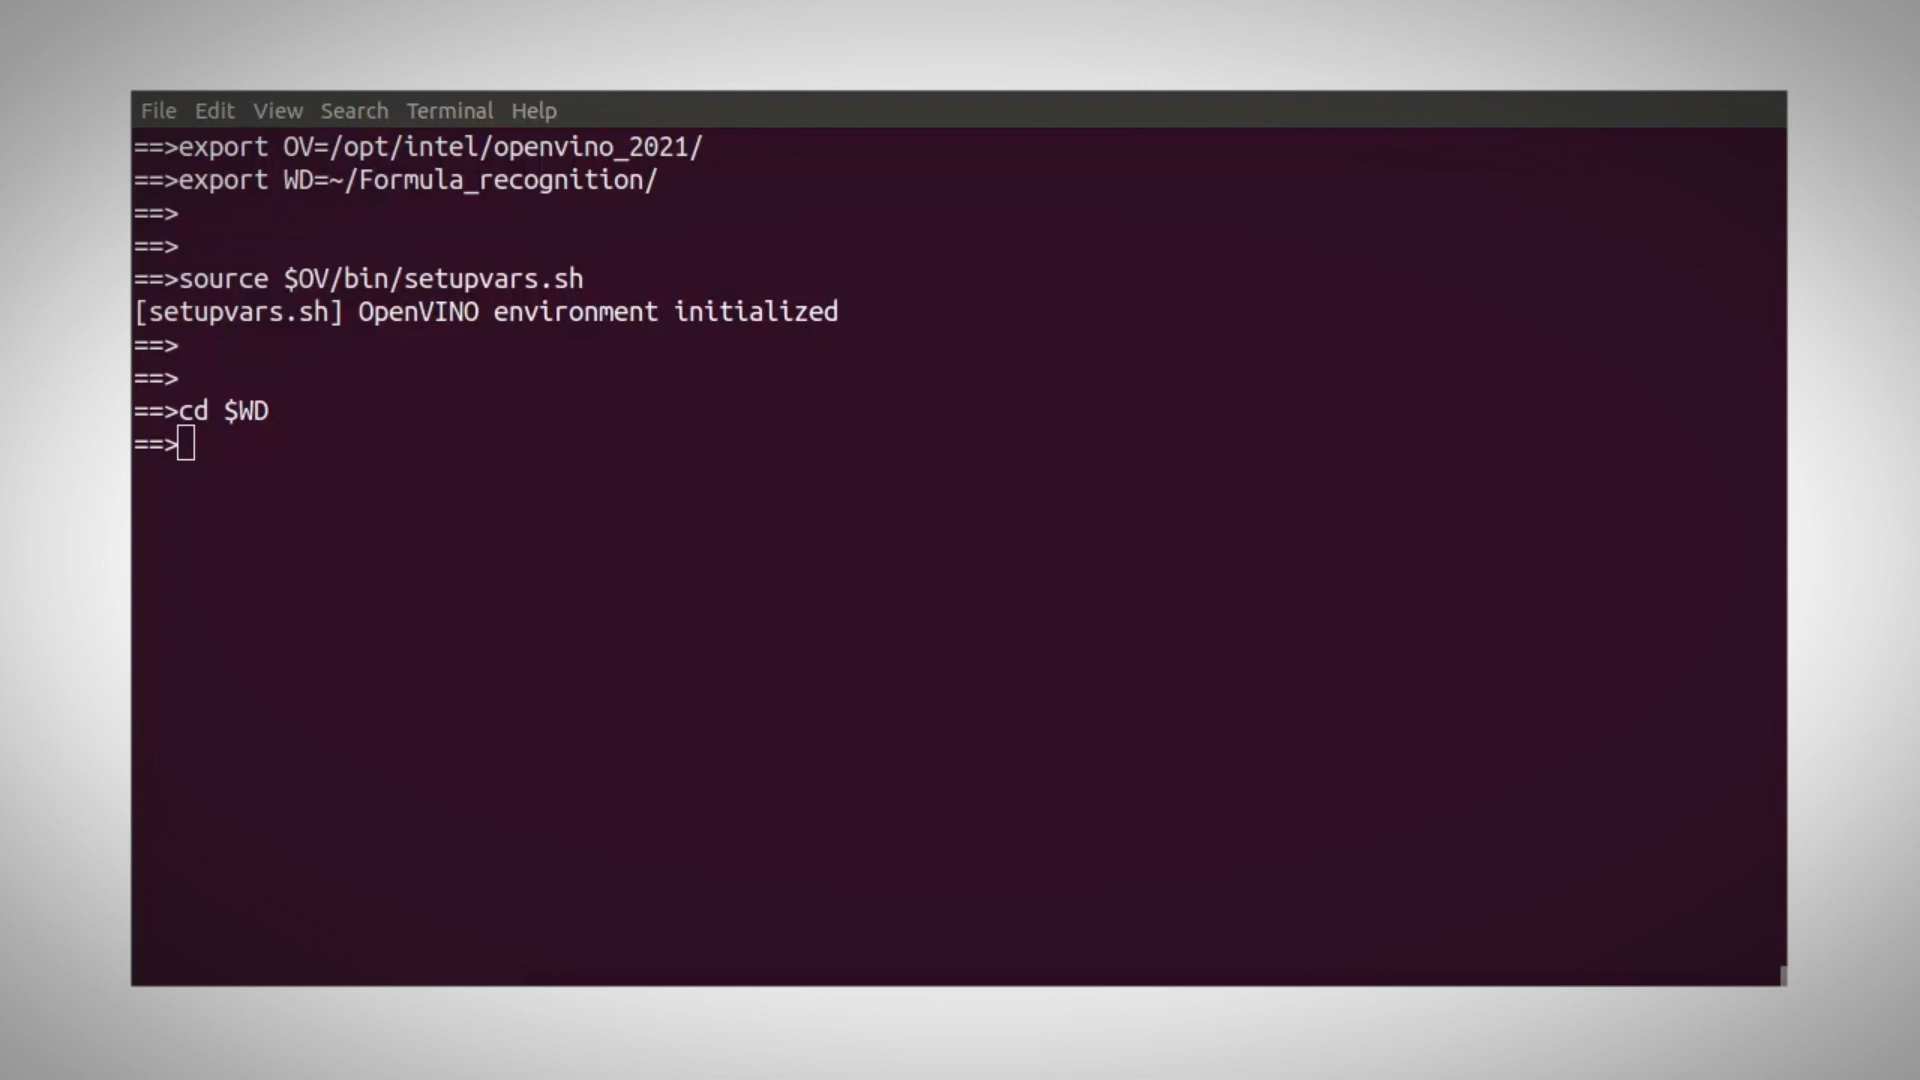 File Edit View Search Terminal Help
==>export OV=/opt/intel/openvino_2021/
==>export WD=~/Formula_recognition/
==>
==>
==>source $OV/bin/setupvars.sh
[setupvars.sh] OpenVINO environment initialized
==>
==>
==>cd $WD
==>